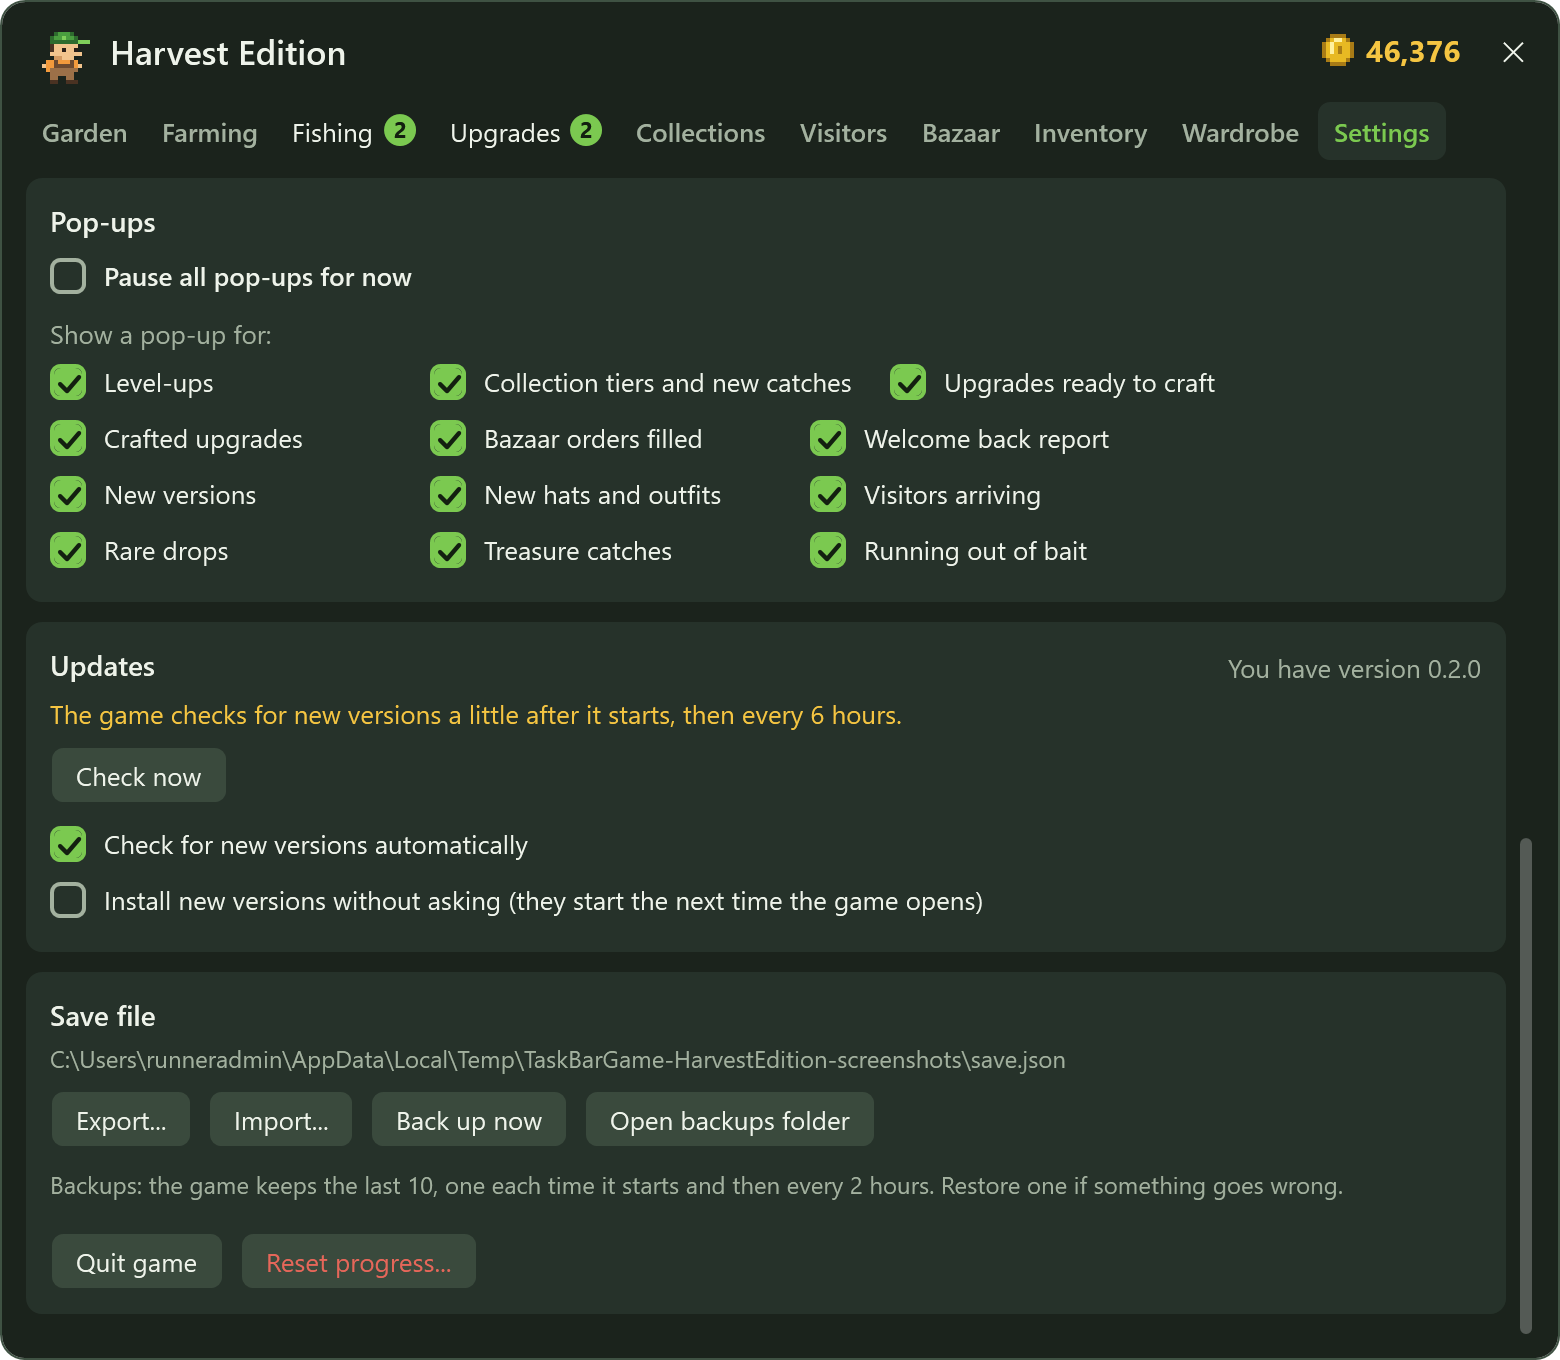 Harvest Edition
46,376
Garden Farming Fishing 2 Upgrades 2 Collections Visitors Bazaar Inventory Wardrobe Settings
Pop-ups
Pause all pop-ups for now
Show a pop-up for:
Level-ups Collection tiers and new catches Upgrades ready to craft
Crafted upgrades Bazaar orders filled Welcome back report
New versions New hats and outfits Visitors arriving
Rare drops Treasure catches Running out of bait
Updates You have version 0.2.0
The game checks for new versions a little after it starts, then every 6 hours.
Check now
Check for new versions automatically
Install new versions without asking (they start the next time the game opens)
Save file
C:\Users\runneradmin\AppData\Local\Temp\TaskBarGame-HarvestEdition-screenshots\save.json
Export... Import... Back up now Open backups folder
Backups: the game keeps the last 10, one each time it starts and then every 2 hours. Restore one if something goes wrong.
Quit game Reset progress...